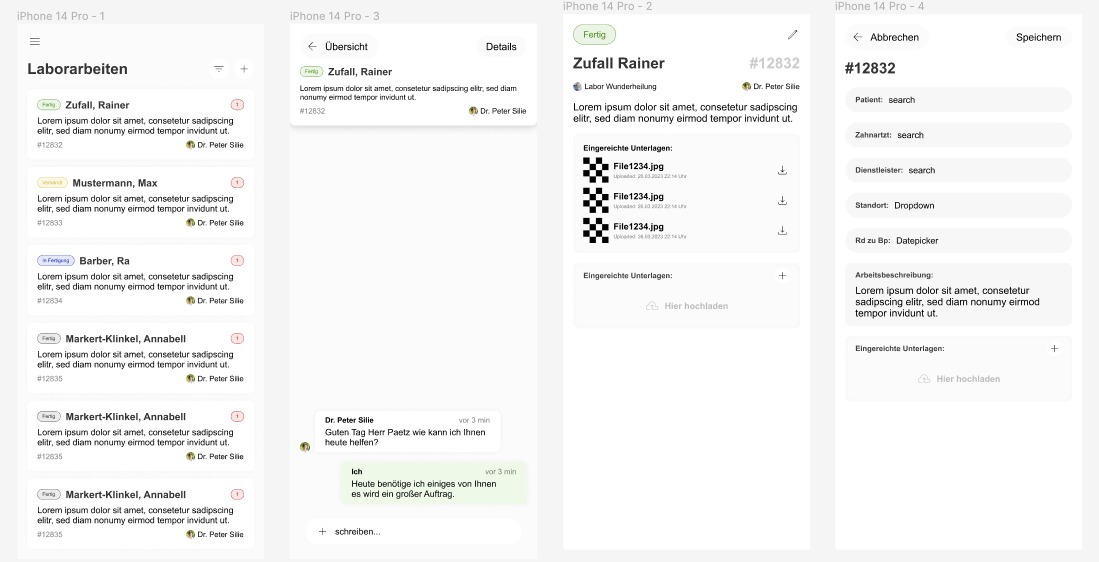 iPhone 14 Pro - 1
Laborarbeiten
Fertig Zufall, Rainer 1
Lorem ipsum dolor sit amet, consetetur sadipscing
elitr, sed diam nonumy eirmod tempor invidunt ut.
#12832 Dr. Peter Silie
Versandt Mustermann, Max 1
Lorem ipsum dolor sit amet, consetetur sadipscing
elitr, sed diam nonumy eirmod tempor invidunt ut.
#12833 Dr. Peter Silie
In Fertigung Barber, Ra 1
Lorem ipsum dolor sit amet, consetetur sadipscing
elitr, sed diam nonumy eirmod tempor invidunt ut.
#12834 Dr. Peter Silie
Fertig Markert-Klinkel, Annabell 1
Lorem ipsum dolor sit amet, consetetur sadipscing
elitr, sed diam nonumy eirmod tempor invidunt ut.
#12835 Dr. Peter Silie
Fertig Markert-Klinkel, Annabell 1
Lorem ipsum dolor sit amet, consetetur sadipscing
elitr, sed diam nonumy eirmod tempor invidunt ut.
#12835 Dr. Peter Silie
Fertig Markert-Klinkel, Annabell 1
Lorem ipsum dolor sit amet, consetetur sadipscing
elitr, sed diam nonumy eirmod tempor invidunt ut.
#12835 Dr. Peter Silie
iPhone 14 Pro - 3
Übersicht Details
Fertig Zufall, Rainer
Lorem ipsum dolor sit amet, consetetur sadipscing elitr, sed diam
nonumy eirmod tempor invidunt ut.
#12832 Dr. Peter Silie
Dr. Peter Silie vor 3 min
Guten Tag Herr Paetz wie kann ich Ihnen
heute helfen?
Ich vor 3 min
Heute benötige ich einiges von Ihnen
es wird ein großer Auftrag.
schreiben...
iPhone 14 Pro - 2
Fertig
Zufall Rainer #12832
Labor Wunderheilung Dr. Peter Silie
Lorem ipsum dolor sit amet, consetetur sadipscing
elitr, sed diam nonumy eirmod tempor invidunt ut.
Eingereichte Unterlagen:
File1234.jpg
Uploaded: 26.03.2023 22:14 Uhr
File1234.jpg
Uploaded: 26.03.2023 22:14 Uhr
File1234.jpg
Uploaded: 26.03.2023 22:14 Uhr
Eingereichte Unterlagen:
Hier hochladen
iPhone 14 Pro - 4
Abbrechen Speichern
#12832
Patient: search
Zahnartzt: search
Dienstleister: search
Standort: Dropdown
Rd zu Bp: Datepicker
Arbeitsbeschreibung:
Lorem ipsum dolor sit amet, consetetur
sadipscing elitr, sed diam nonumy eirmod
tempor invidunt ut.
Eingereichte Unterlagen:
Hier hochladen